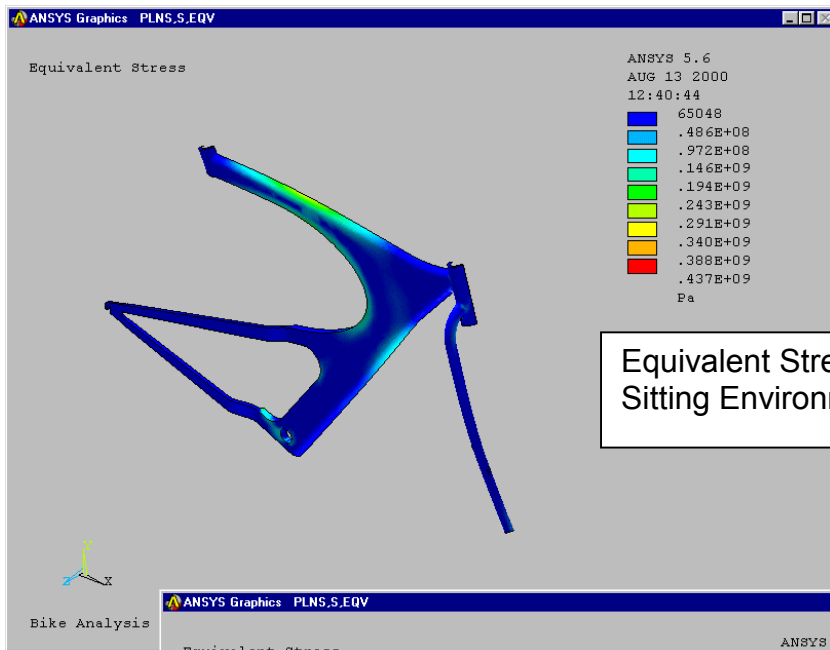 ANSYS Graphics PLNS,S,EQV
Equivalent Stress
ANSYS 5.6
AUG 13 2000
12:40:44
65048
.486E+08
.972E+08
.146E+09
.194E+09
.243E+09
.291E+09
.340E+09
.388E+09
.437E+09
Pa
Equivalent Stre
Sitting Environ
Y
Z X
Bike Analysis
ANSYS Graphics PLNS,S,EQV
Equivalent Stress
ANSYS